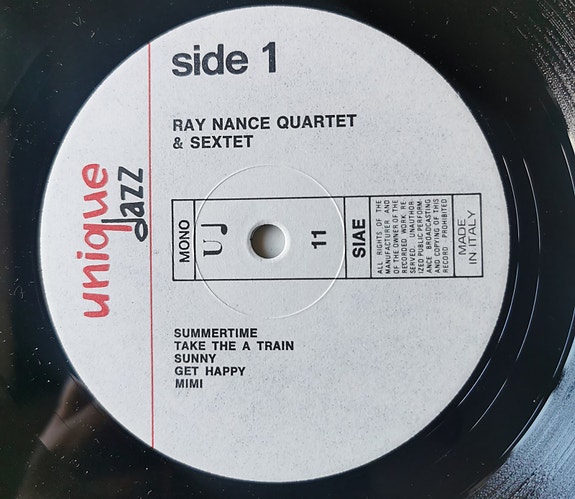 side 1
RAY NANCE QUARTET
& SEXTET
unique
Jazz
MONO
UJ
11
SIAE
ALL RIGHTS OF THE
MANUFACTURER AND
OF THE OWNER OF THE
RECORDED WORK RE-
SERVED. UNAUTHOR-
IZED PUBLIC PERFORM-
ANCE BROADCASTING
AND COPYING OF THIS
RECORD PROHIBITED
MADE
IN ITALY
SUMMERTIME
TAKE THE A TRAIN
SUNNY
GET HAPPY
MIMI